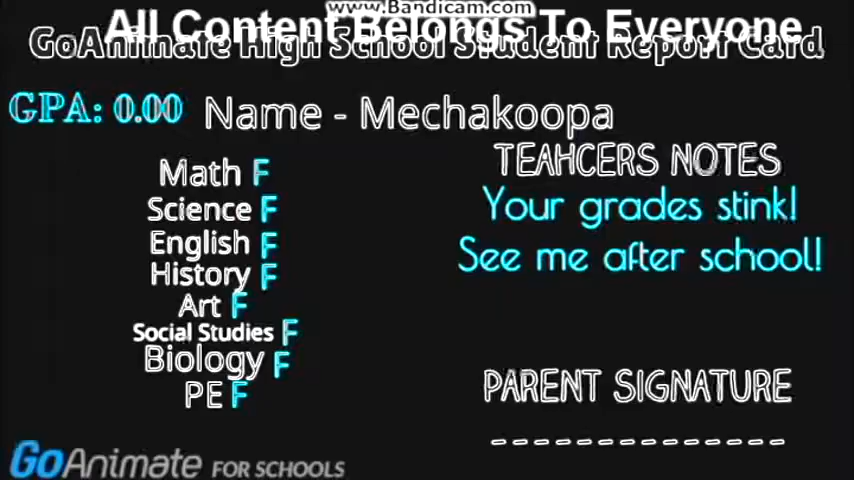 www.Bandicam.com
All Content Belongs To Everyone
GoAnimate High School Student Report Card
GPA: 0.00
Name - Mechakoopa
Math F
Science F
English F
History F
Art F
Social Studies F
Biology F
PE F
TEAHCERS NOTES
Your grades stink!
See me after school!
PARENT SIGNATURE
---------------
GoAnimate FOR SCHOOLS